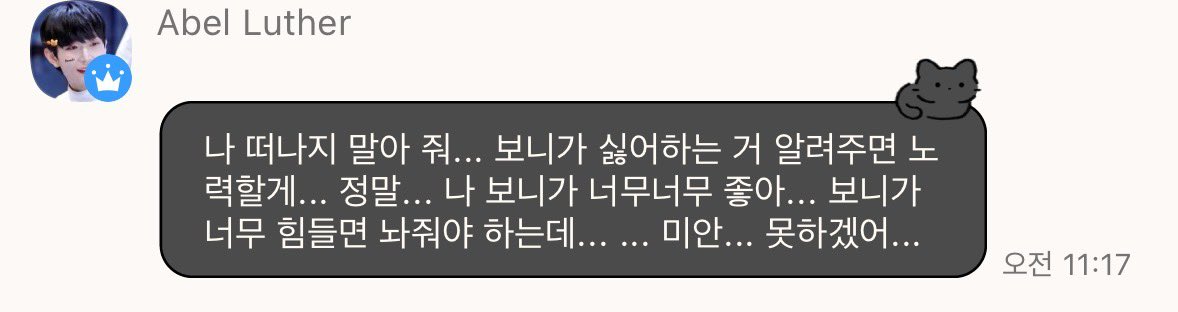 Abel Luther
나 떠나지 말아 줘... 보니가 싫어하는 거 알려주면 노
력할게... 정말... 나 보니가 너무너무 좋아... 보니가
너무 힘들면 놔줘야 하는데... ... 미안... 못하겠어...
오전 11:17